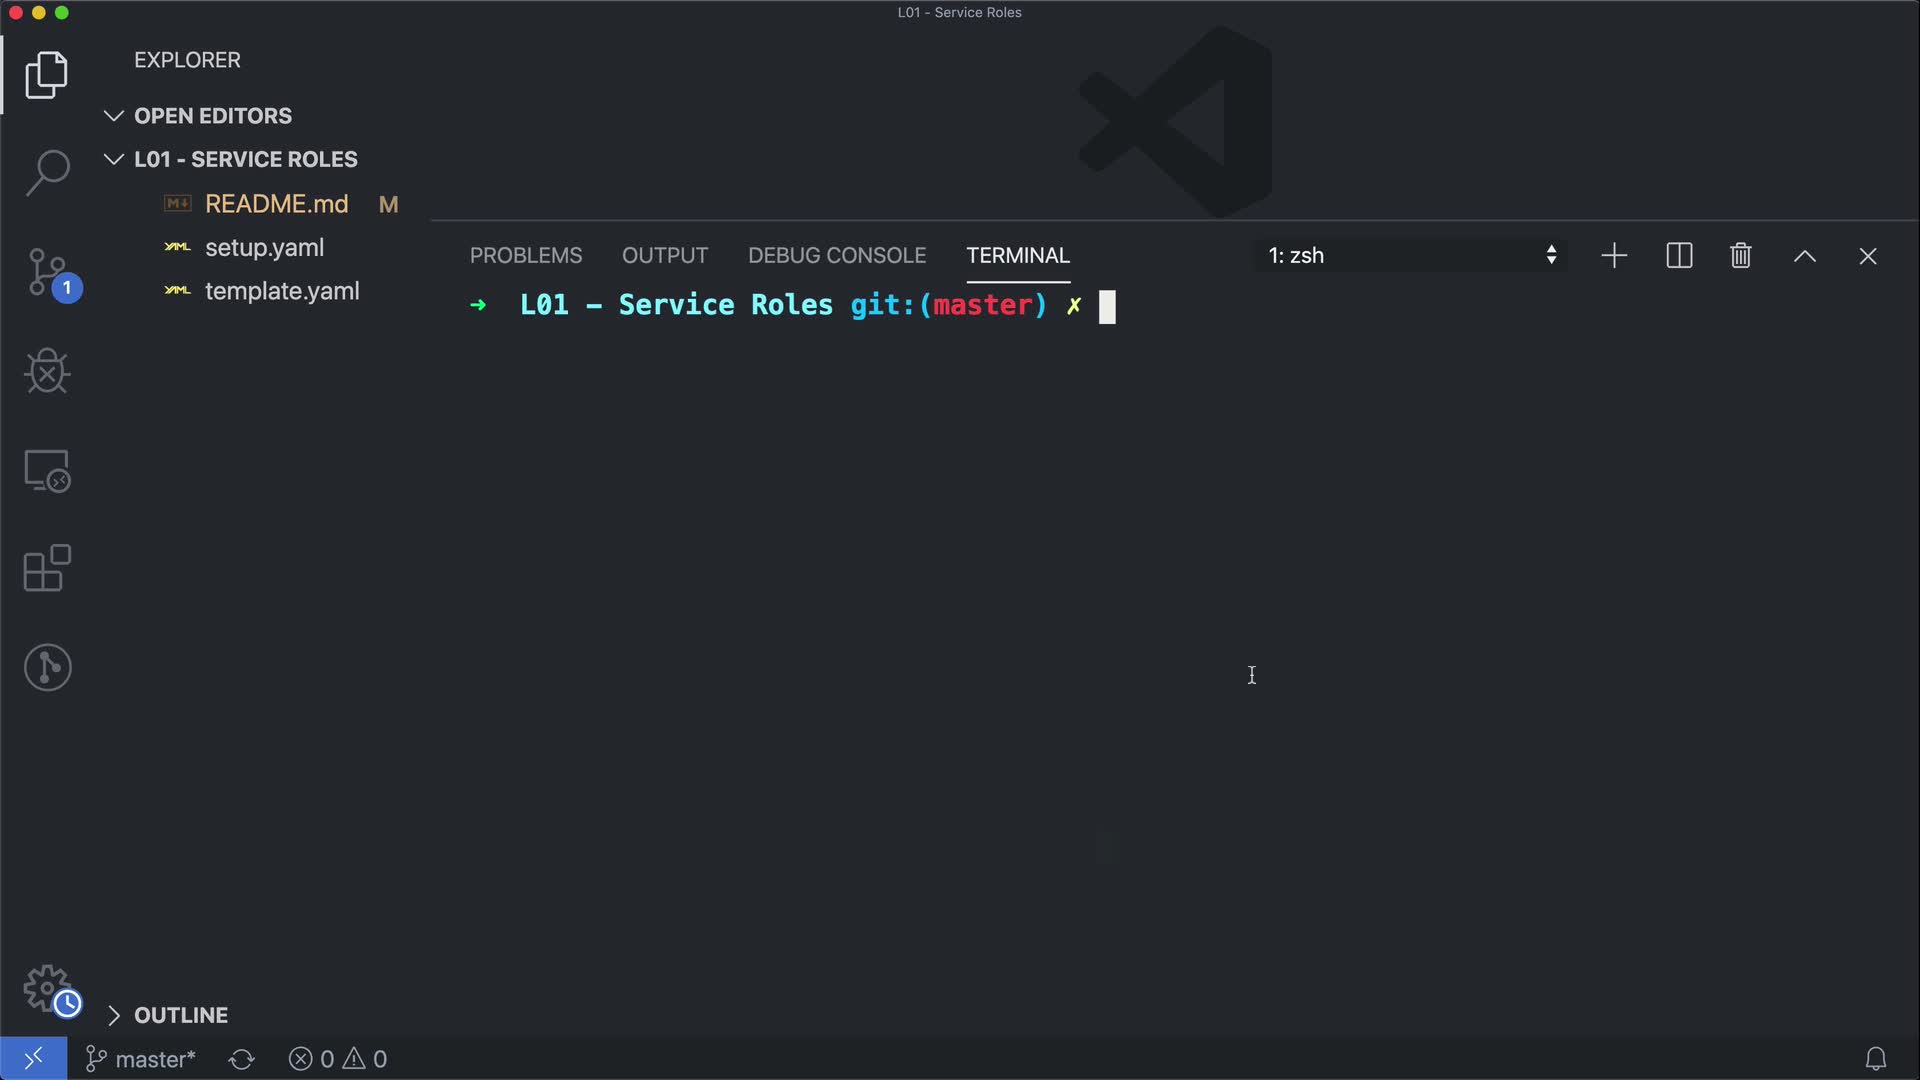 L01 - Service Roles
EXPLORER
OPEN EDITORS
L01 - SERVICE ROLES
README.md M
setup.yaml
template.yaml
1
PROBLEMS OUTPUT DEBUG CONSOLE TERMINAL 1: zsh
➜ L01 - Service Roles git:(master) ✗
OUTLINE
master* 0 0